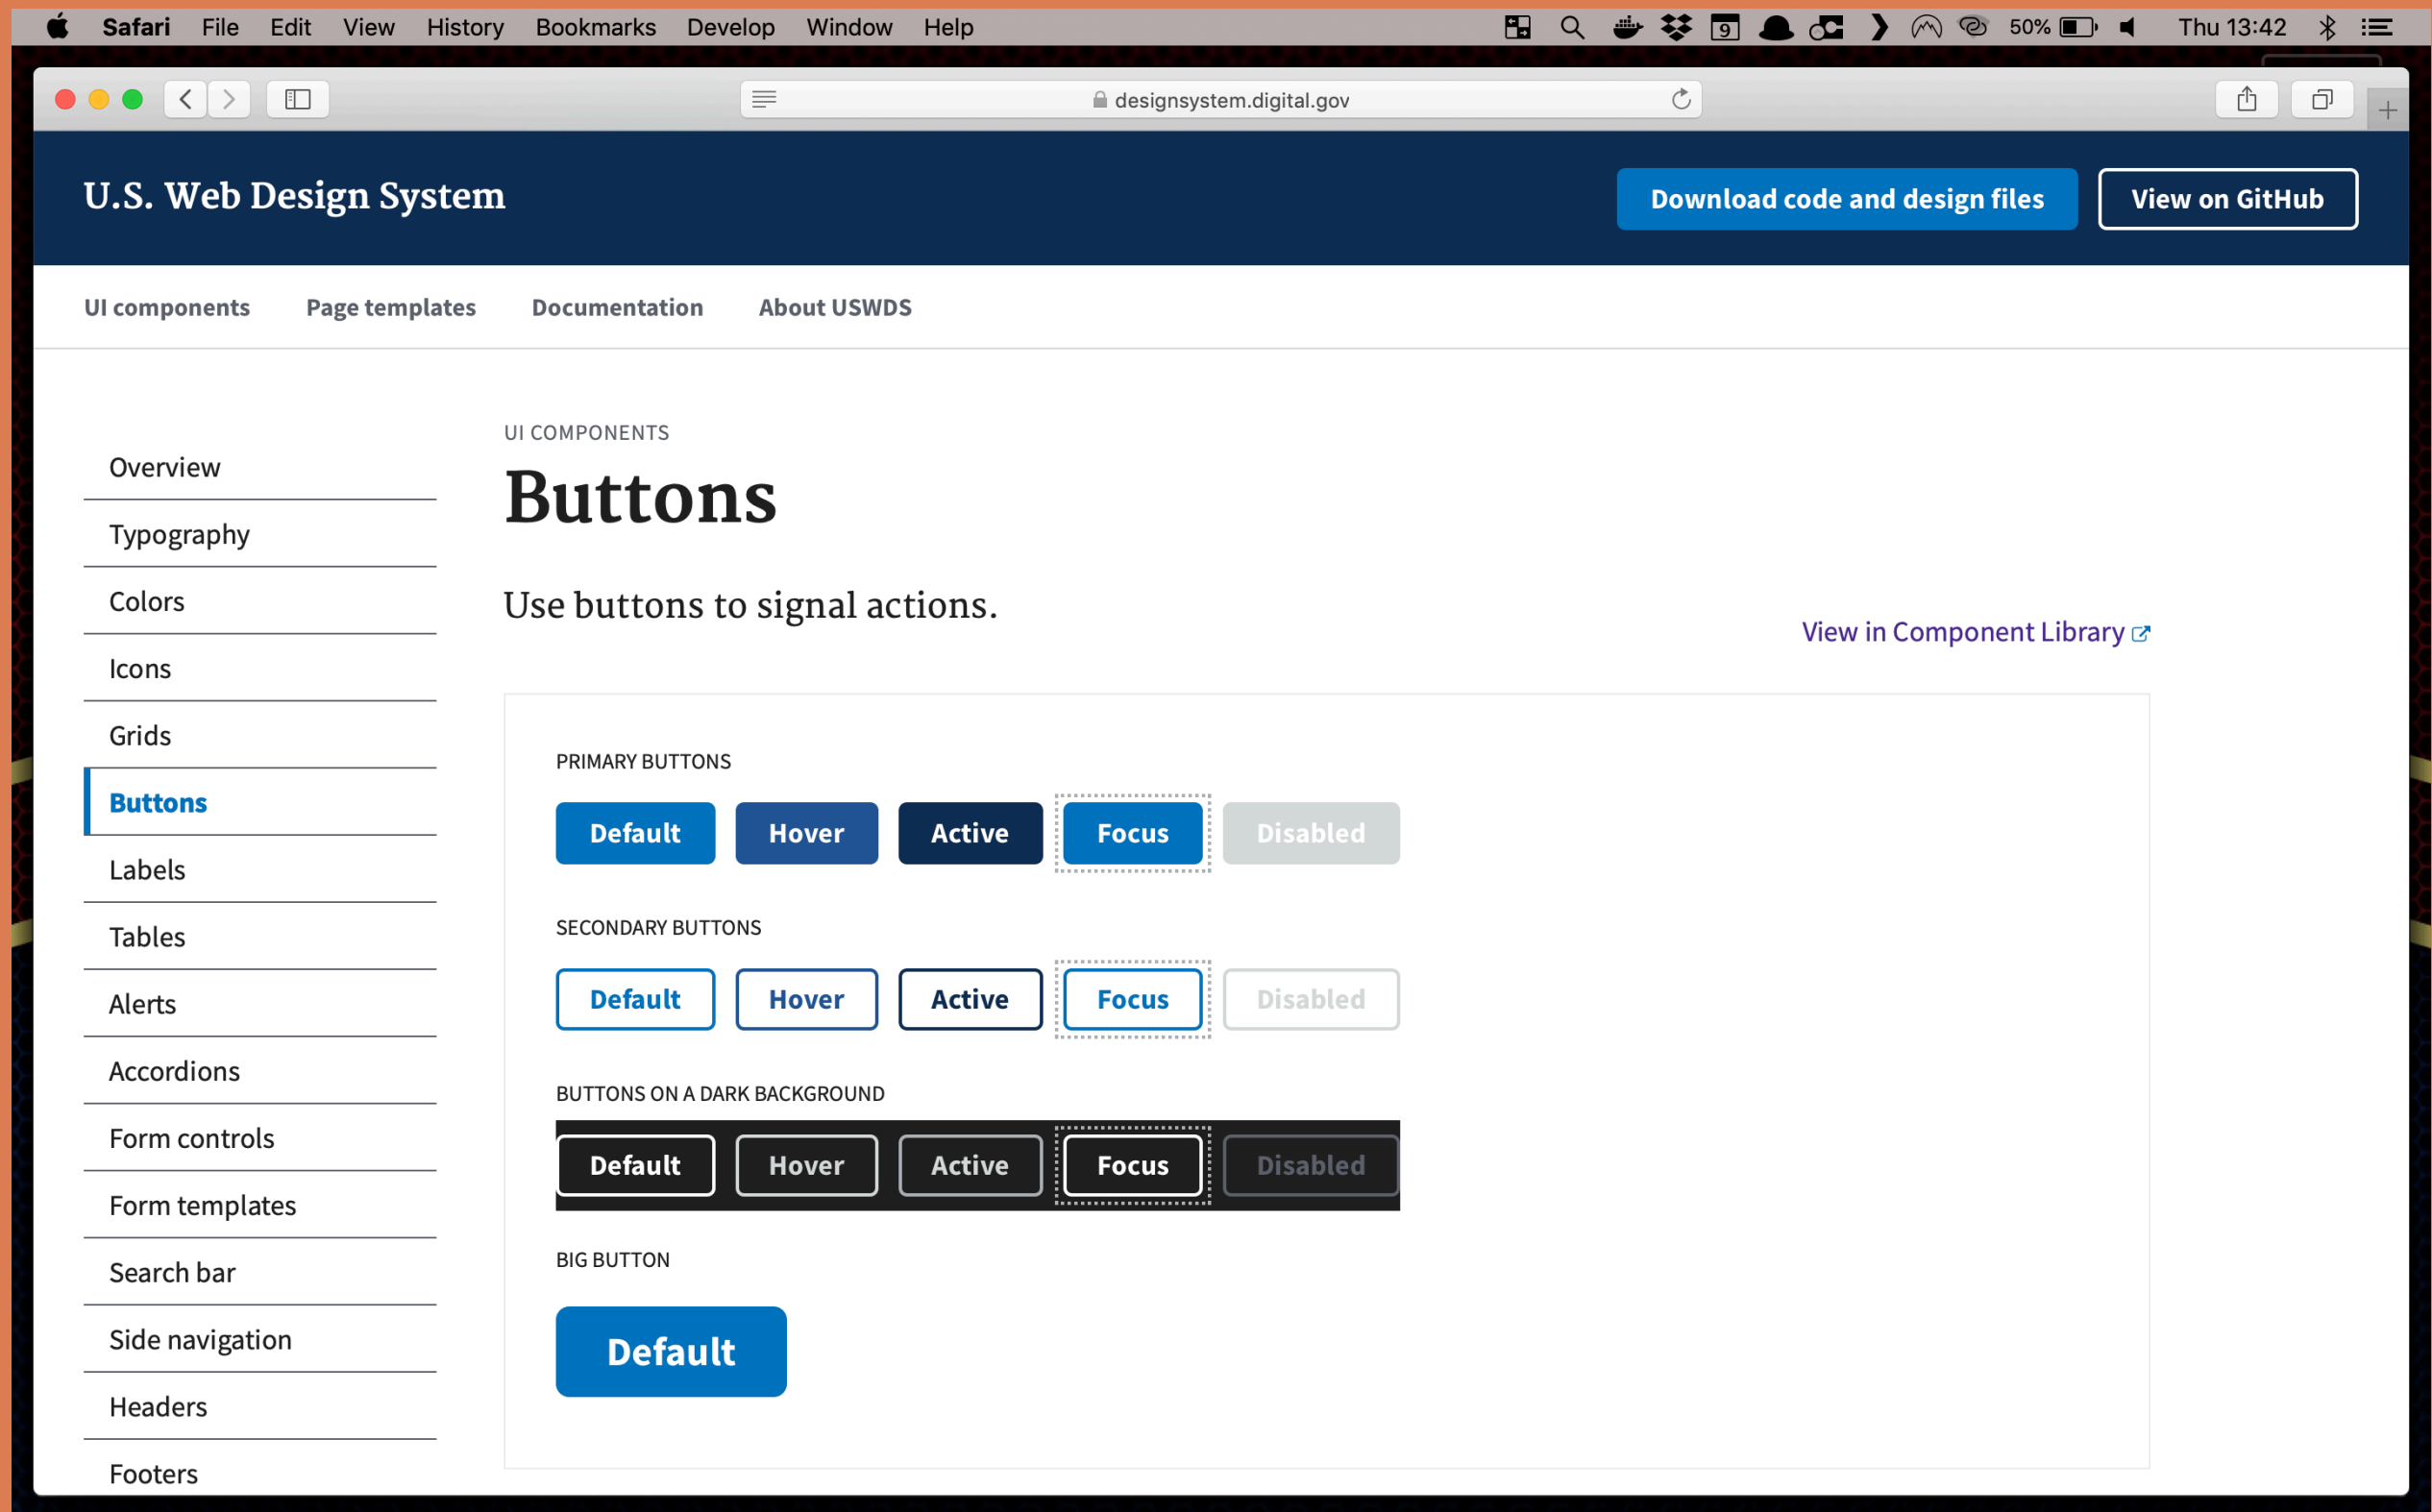 Safari File Edit View History Bookmarks Develop Window Help 9 50% Thu 13:42
designsystem.digital.gov
U.S. Web Design System
Download code and design files View on GitHub
UI components Page templates Documentation About USWDS
Overview
Typography
Colors
Icons
Grids
Buttons
Labels
Tables
Alerts
Accordions
Form controls
Form templates
Search bar
Side navigation
Headers
Footers
UI COMPONENTS
Buttons
Use buttons to signal actions.
View in Component Library
PRIMARY BUTTONS
Default Hover Active Focus Disabled
SECONDARY BUTTONS
Default Hover Active Focus Disabled
BUTTONS ON A DARK BACKGROUND
Default Hover Active Focus Disabled
BIG BUTTON
Default